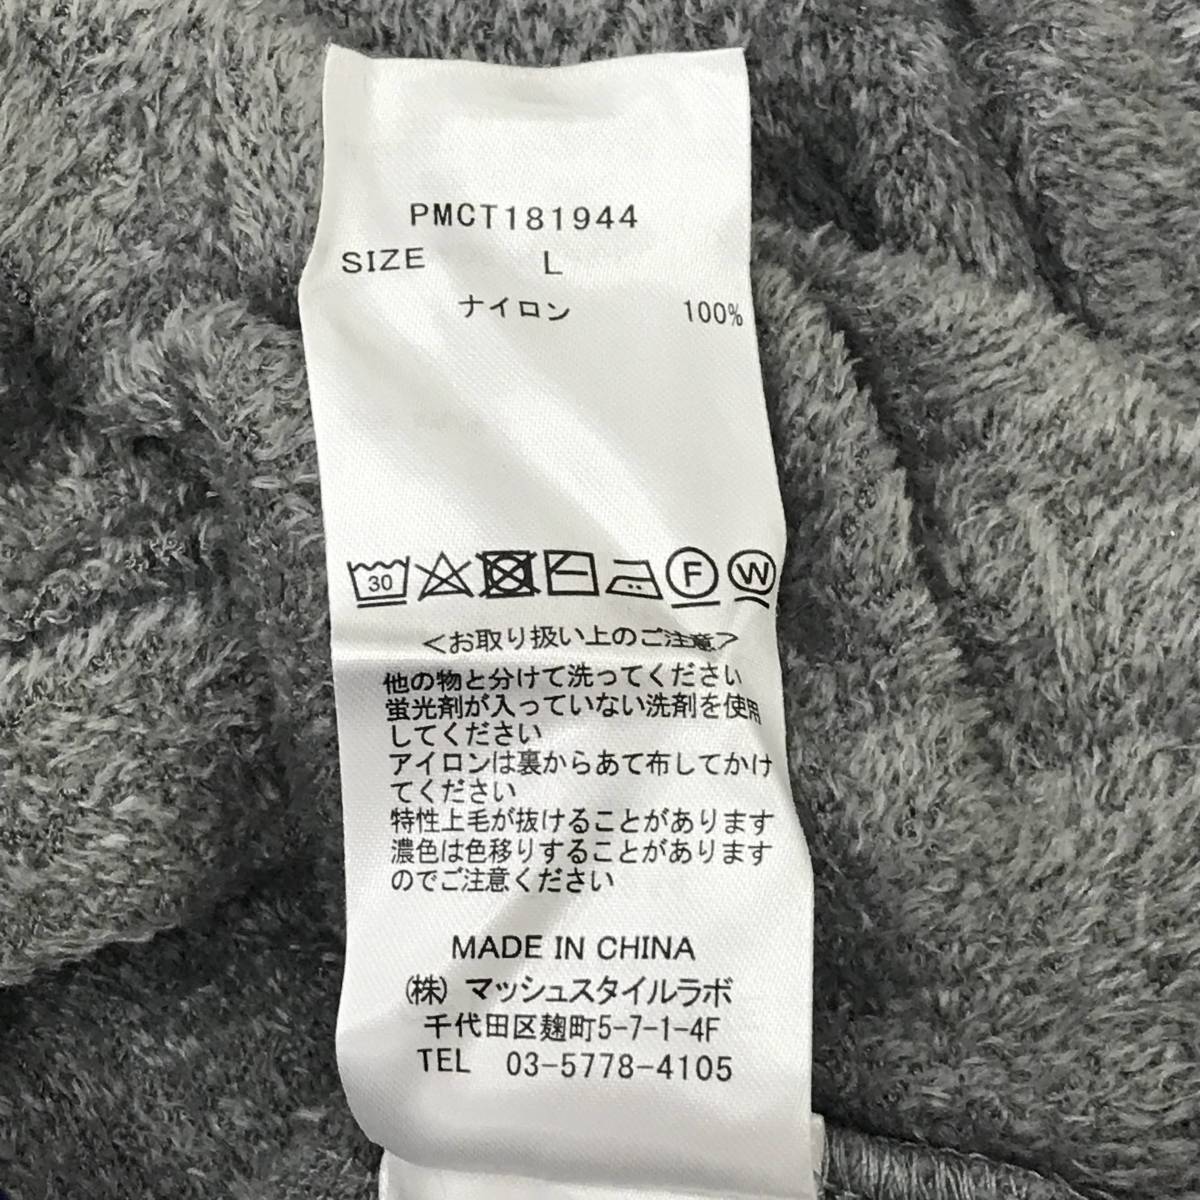 PMCT181944
SIZE L
ナイロン 100%
30 F W
＜お取り扱い上のご注意＞
他の物と分けて洗ってください
蛍光剤が入っていない洗剤を使用
してください
アイロンは裏からあて布してかけ
てください
特性上毛が抜けることがあります
濃色は色移りすることがあります
のでご注意ください
MADE IN CHINA
(株) マッシュスタイルラボ
千代田区麹町5-7-1-4F
TEL 03-5778-4105